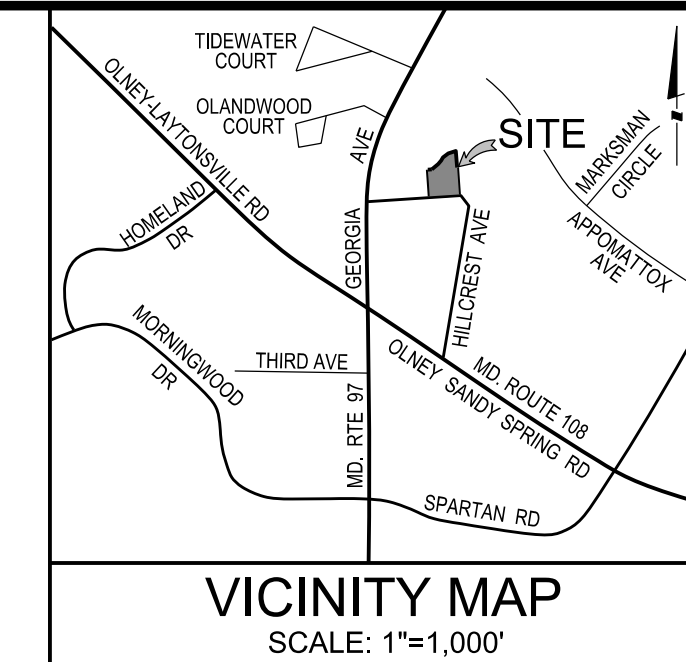 TIDEWATER
COURT
OLNEY-LAYTONSVILLE RD
OLANDWOOD
COURT
AVE
SITE
MARKSMAN
CIRCLE
HOMELAND
DR
GEORGIA
HILLCREST AVE
APPOMATTOX
AVE
MORNINGWOOD
DR
THIRD AVE
MD. RTE 97
MD. ROUTE 108
OLNEY SANDY SPRING RD
SPARTAN RD
VICINITY MAP
SCALE: 1"=1,000'